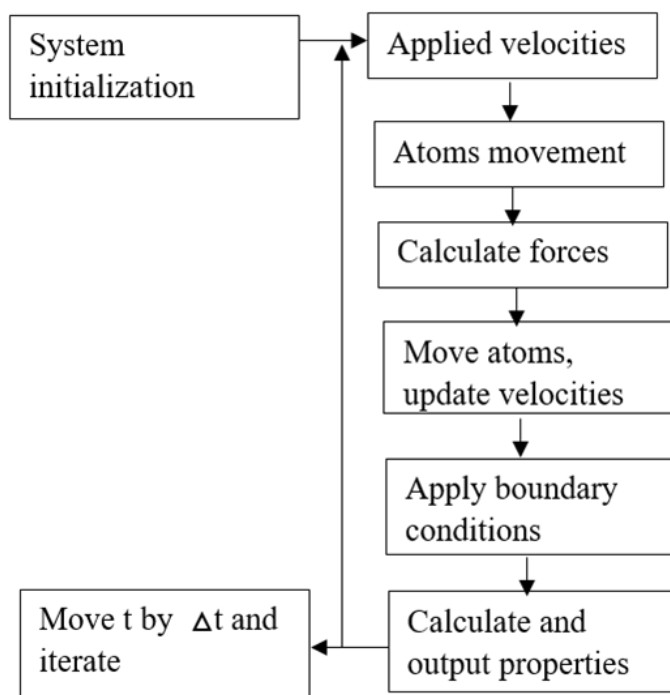 System
initialization
Applied velocities
Atoms movement
Calculate forces
Move atoms,
update velocities
Apply boundary
conditions
Calculate and
output properties
Move t by Δt and
iterate